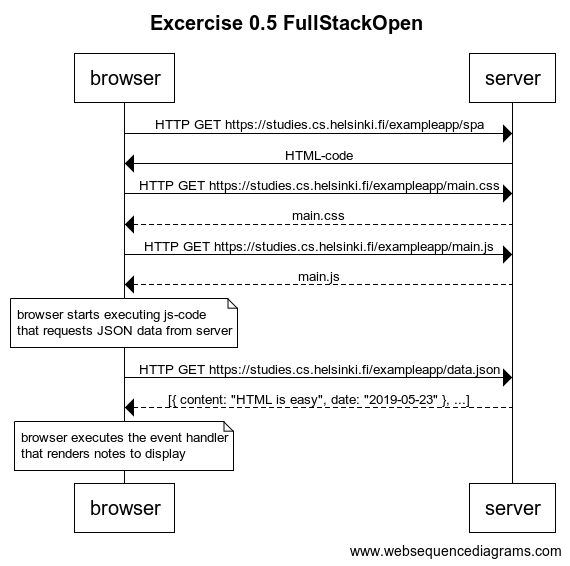 Excercise 0.5 FullStackOpen
browser
server
HTTP GET https://studies.cs.helsinki.fi/exampleapp/spa
HTML-code
HTTP GET https://studies.cs.helsinki.fi/exampleapp/main.css
main.css
HTTP GET https://studies.cs.helsinki.fi/exampleapp/main.js
main.js
browser starts executing js-code
that requests JSON data from server
HTTP GET https://studies.cs.helsinki.fi/exampleapp/data.json
[{ content: "HTML is easy", date: "2019-05-23" }, ...]
browser executes the event handler
that renders notes to display
browser
server
www.websequencediagrams.com